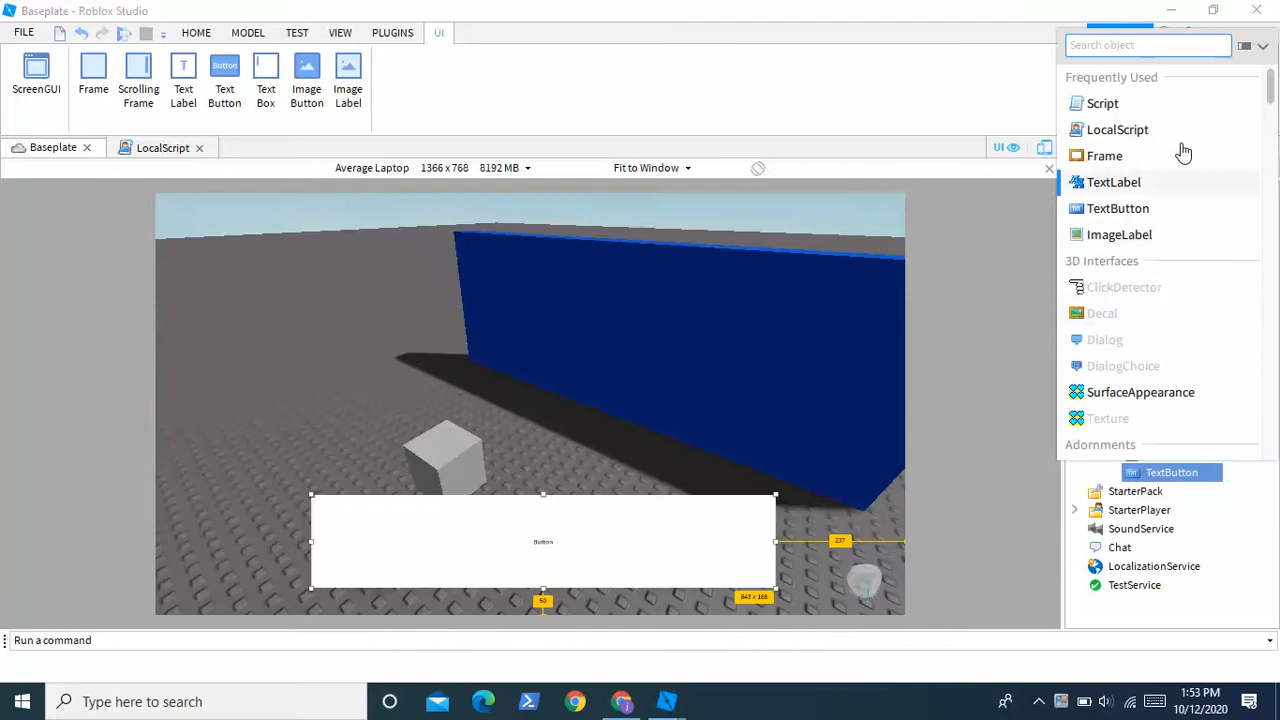 Baseplate - Roblox Studio
FILE
HOME
MODEL
TEST
VIEW
PLUGINS
UI
ScreenGUI
Frame
Scrolling
Frame
Text
Label
Button
Text
Button
Text
Box
Image
Button
Image
Label
Baseplate
LocalScript
UI
Average Laptop 1366 x 768 8192 MB
Fit to Window
Search object
Frequently Used
Script
LocalScript
Frame
TextLabel
TextButton
ImageLabel
3D Interfaces
ClickDetector
Decal
Dialog
DialogChoice
SurfaceAppearance
Texture
Adornments
TextButton
StarterPack
StarterPlayer
SoundService
Chat
LocalizationService
TestService
Button
237
50
843 x 168
Run a command
Type here to search
1:53 PM
10/12/2020